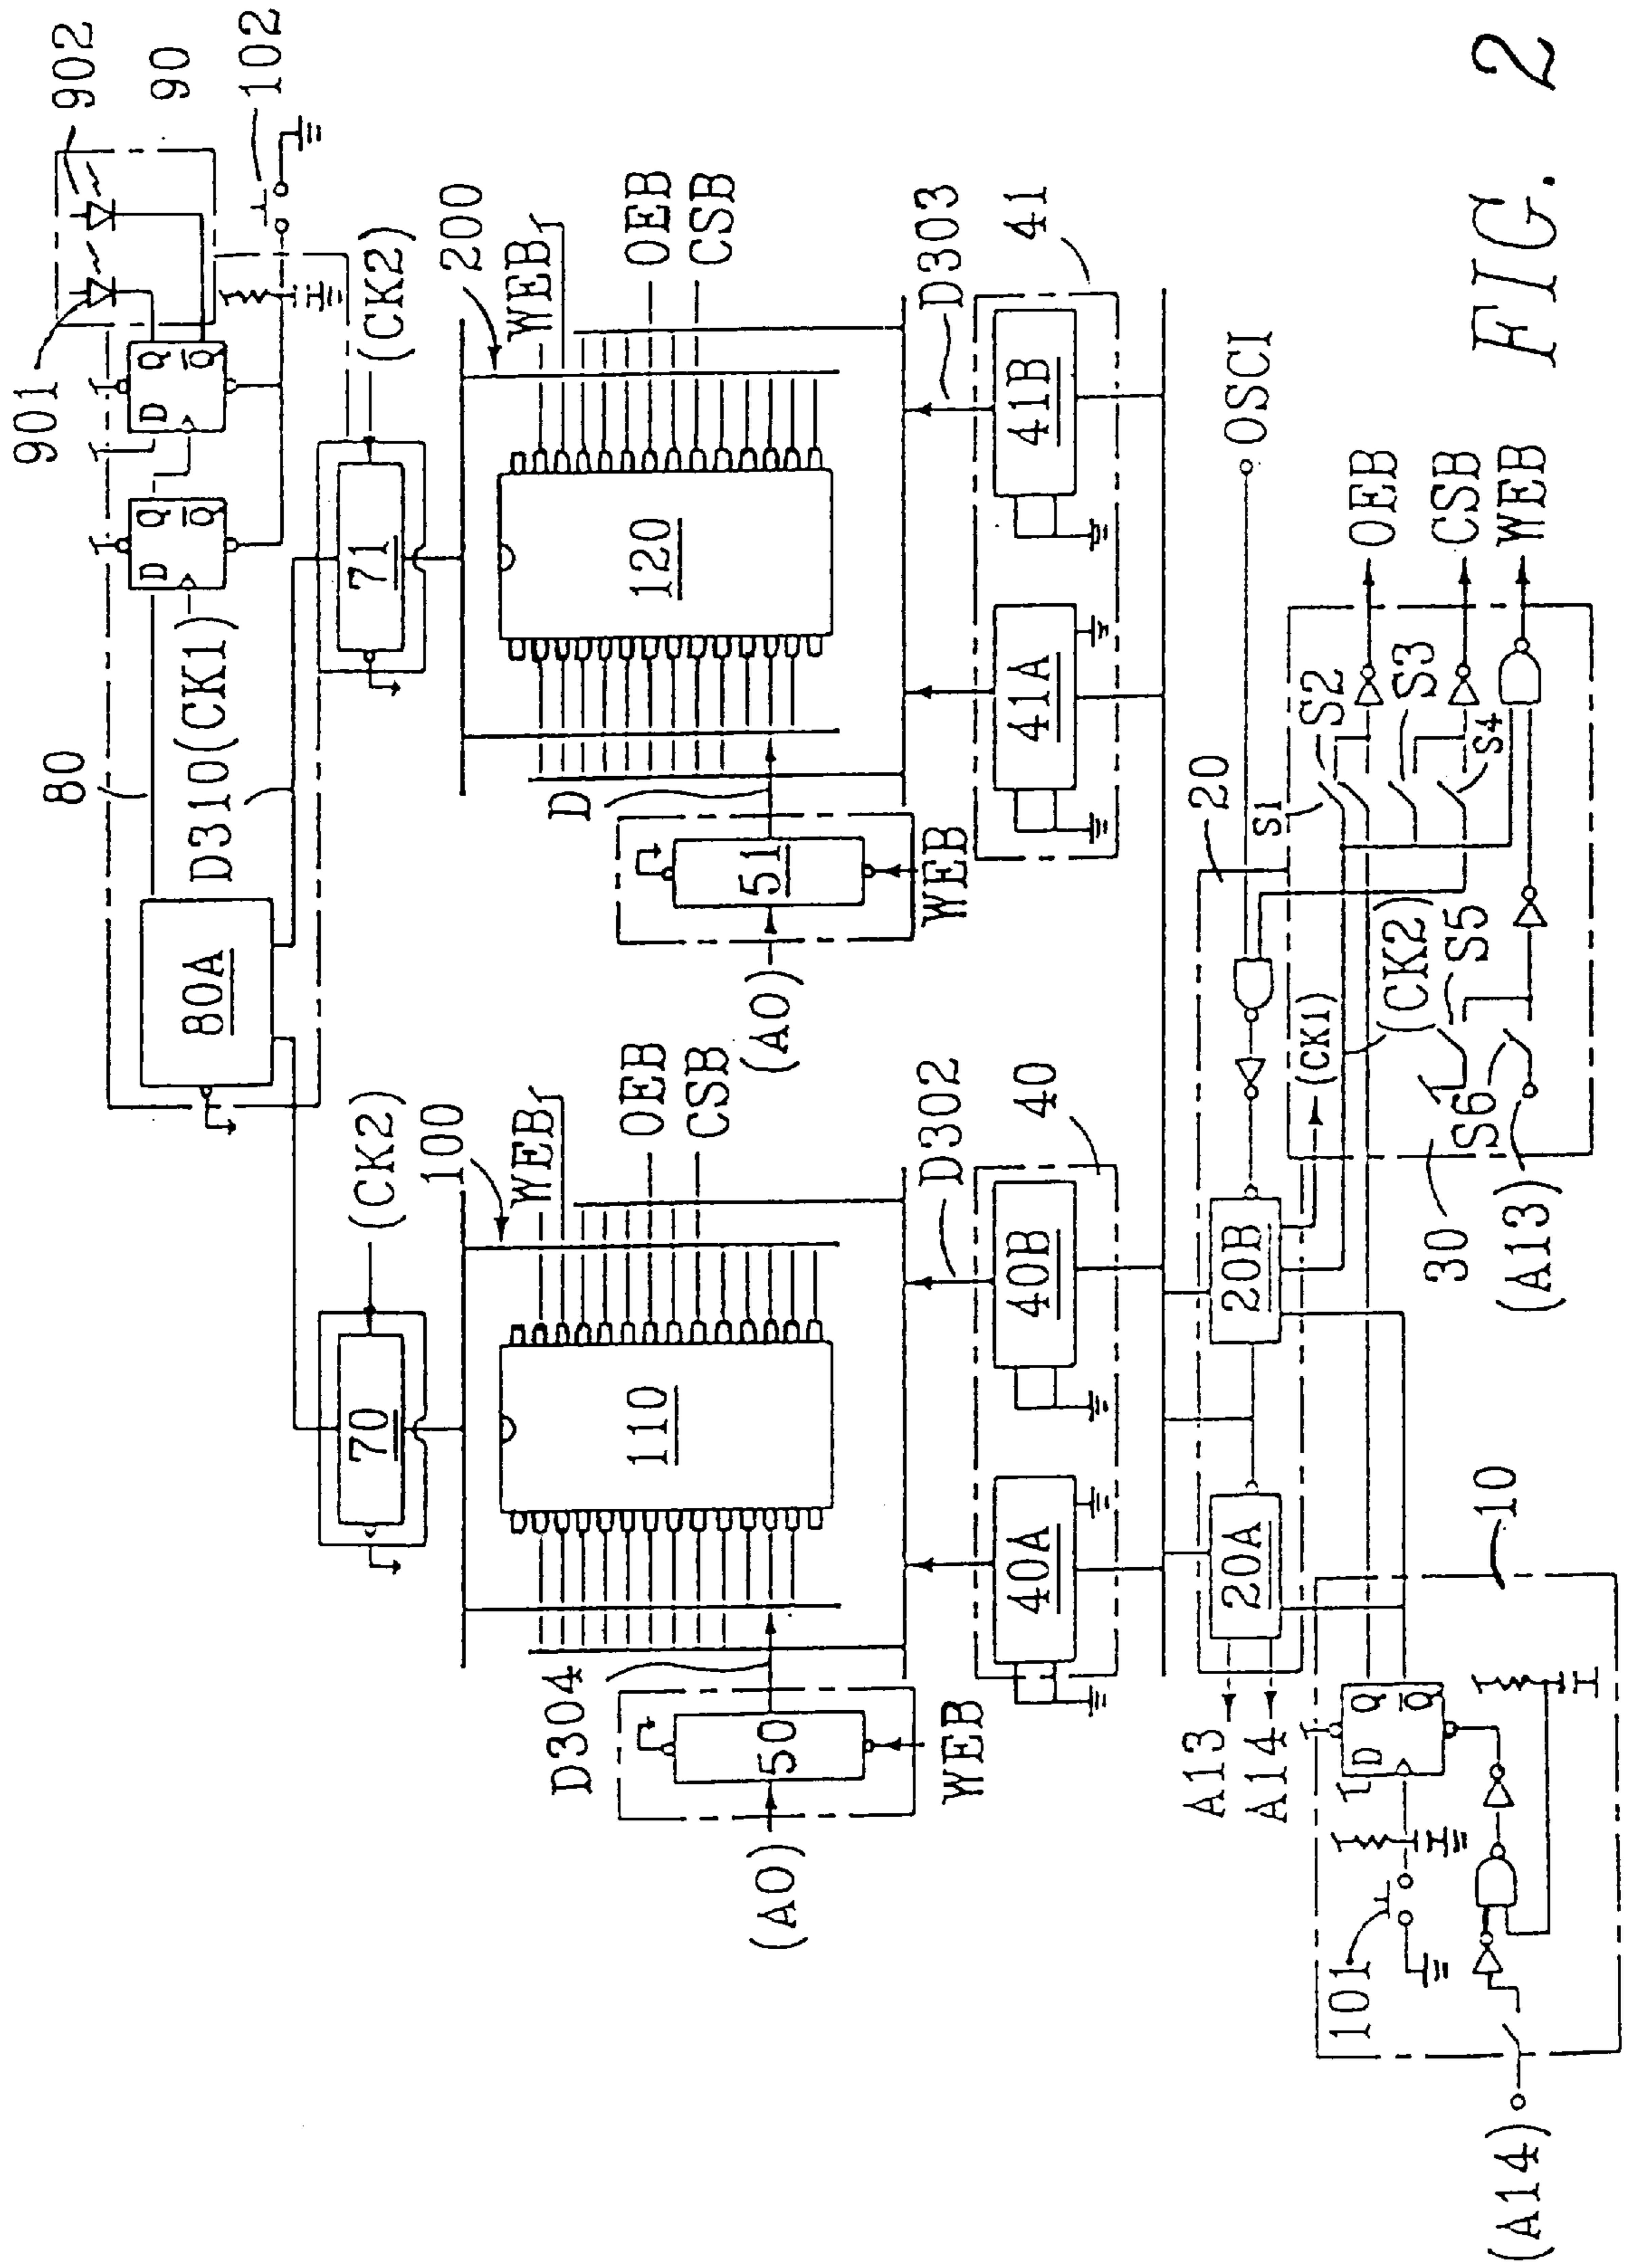 901
902
90
102
D
Q
Q
D
Q
Q
80
80A
D310
(CK1)
(CK2)
70
71
(CK2)
100
200
WEB
OEB
CSB
WEB
OEB
CSB
110
120
D304
D
(A0)
50
WEB
(A0)
51
WEB
D302
D303
40A
40B
40
41A
41B
41
A13
A14
20A
20B
20
OSCI
(CK1)
(CK2)
S1
S2
S3
S4
S5
S6
30
(A13)
OEB
CSB
WEB
10
101
D
Q
Q
(A14)
FIG. 2